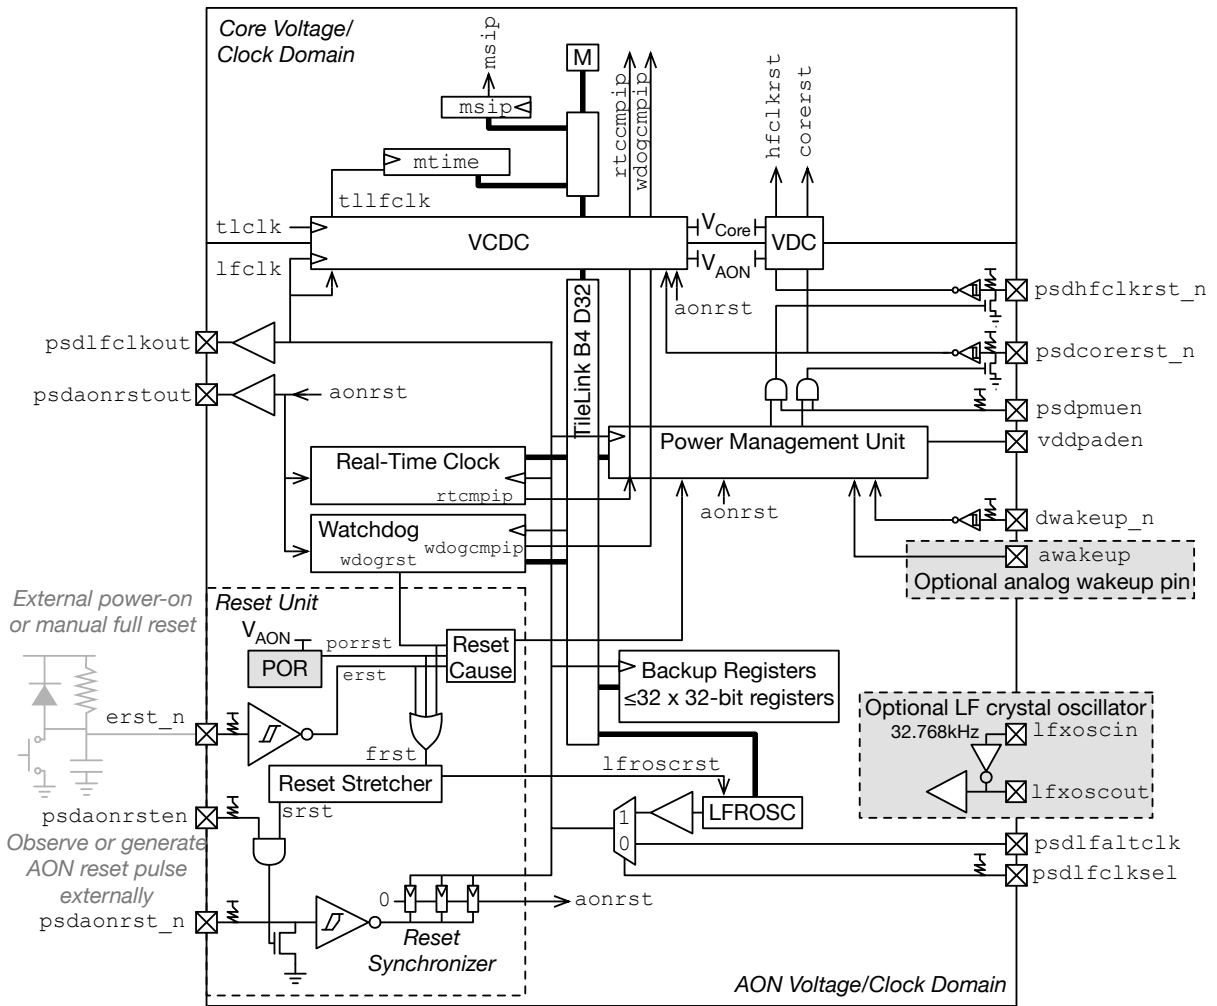 Core Voltage/
Clock Domain
msip
M
msip
rtccmpip
wdogcmpip
hfclkrst
corerst
mtime
tllfclk
tlclk
lfclk
VCDC
VCore
VAON
VDC
aonrst
psdhfclkrst_n
psdlfclkout
psdcorerst_n
psdaonrstout
aonrst
TileLink B4 D32
psdpmuen
Power Management Unit
vddpaden
Real-Time Clock
rtcmpip
aonrst
Watchdog
wdogrst
wdogcmpip
dwakeup_n
awakeup
Optional analog wakeup pin
External power-on
or manual full reset
Reset Unit
VAON
POR
porrst
erst
Reset
Cause
Backup Registers
≤32 x 32-bit registers
erst_n
frst
Optional LF crystal oscillator
32.768kHz
lfxoscin
lfxoscout
Reset Stretcher
srst
lfroscrst
LFROSC
1
0
psdaonrsten
Observe or generate
AON reset pulse
externally
psdlfaltclk
psdlfclksel
psdaonrst_n
0
aonrst
Reset
Synchronizer
AON Voltage/Clock Domain